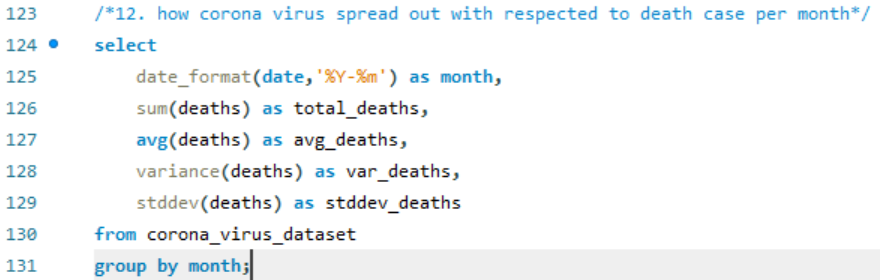 123 /*12. how corona virus spread out with respected to death case per month*/
124 select
125 date_format(date,'%Y-%m') as month,
126 sum(deaths) as total_deaths,
127 avg(deaths) as avg_deaths,
128 variance(deaths) as var_deaths,
129 stddev(deaths) as stddev_deaths
130 from corona_virus_dataset
131 group by month;